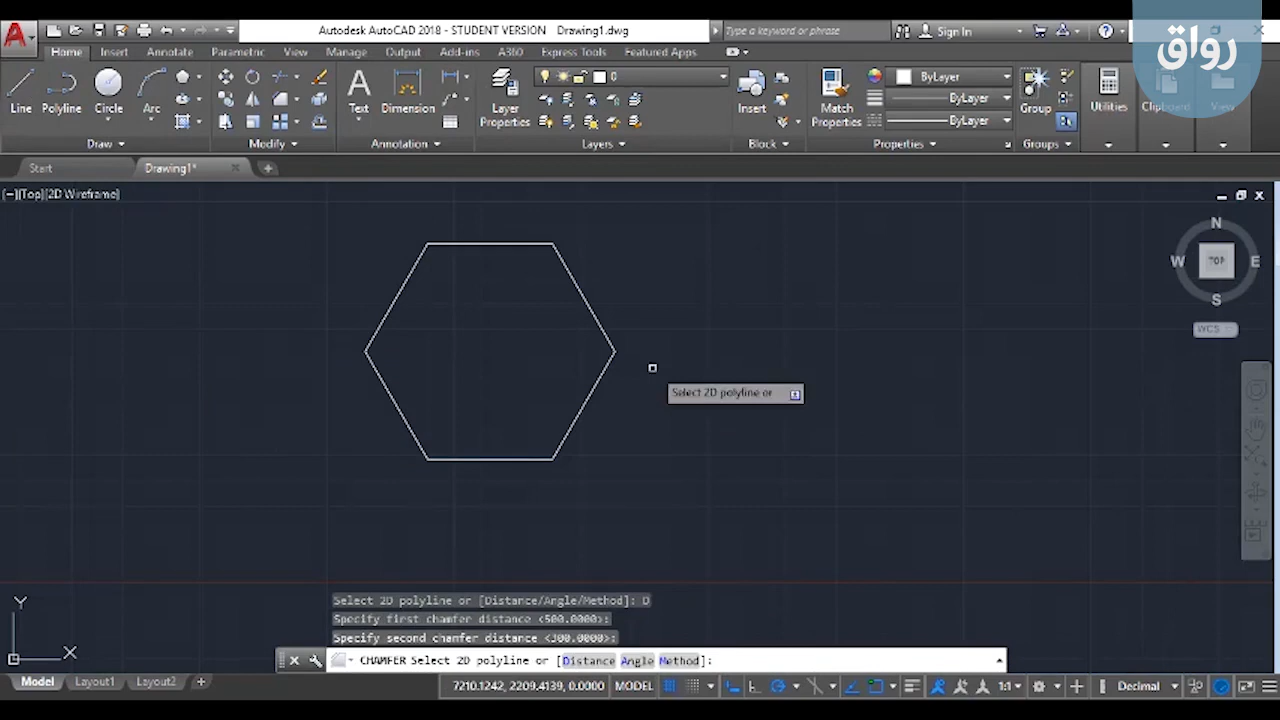 Autodesk AutoCAD 2018 - STUDENT VERSION Drawing1.dwg
Type a keyword or phrase
Sign In
رواق
Home Insert Annotate Parametric View Manage Output Add-ins A360 Express Tools Featured Apps
0
ByLayer
ByLayer
ByLayer
Line Polyline Circle Arc Text Dimension Layer Properties Insert Match Properties Group Utilities Clipboard View
Draw Modify Annotation Layers Block Properties Groups
Start Drawing1*
[−][Top][2D Wireframe]
N
W TOP E
S
WCS
Select 2D polyline or
Y
X
Select 2D polyline or [Distance/Angle/Method]: D
Specify first chamfer distance <500.0000>:
Specify second chamfer distance <300.0000>:
CHAMFER Select 2D polyline or [Distance Angle Method]:
Model Layout1 Layout2 +
7210.1242, 2209.4139, 0.0000 MODEL 1:1 Decimal